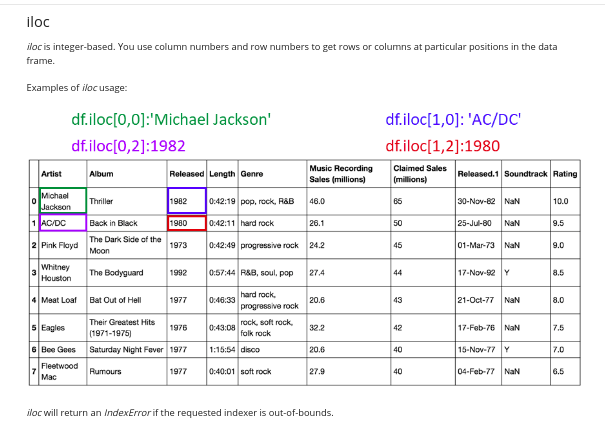 iloc
iloc is integer-based. You use column numbers and row numbers to get rows or columns at particular positions in the data
frame.
Examples of iloc usage:
df.iloc[0,0]:'Michael Jackson' df.iloc[1,0]: 'AC/DC'
df.iloc[0,2]:1982 df.iloc[1,2]:1980
Artist Album Released Length Genre Music Recording Sales (millions) Claimed Sales (millions) Released.1 Soundtrack Rating
0 Michael Jackson Thriller 1982 0:42:19 pop, rock, R&B 46.0 65 30-Nov-82 NaN 10.0
1 AC/DC Back in Black 1980 0:42:11 hard rock 26.1 50 25-Jul-80 NaN 9.5
2 Pink Floyd The Dark Side of the Moon 1973 0:42:49 progressive rock 24.2 45 01-Mar-73 NaN 9.0
3 Whitney Houston The Bodyguard 1992 0:57:44 R&B, soul, pop 27.4 44 17-Nov-92 Y 8.5
4 Meat Loaf Bat Out of Hell 1977 0:46:33 hard rock, progressive rock 20.6 43 21-Oct-77 NaN 8.0
5 Eagles Their Greatest Hits (1971-1975) 1976 0:43:08 rock, soft rock, folk rock 32.2 42 17-Feb-76 NaN 7.5
6 Bee Gees Saturday Night Fever 1977 1:15:54 disco 20.6 40 15-Nov-77 Y 7.0
7 Fleetwood Mac Rumours 1977 0:40:01 soft rock 27.9 40 04-Feb-77 NaN 6.5
iloc will return an IndexError if the requested indexer is out-of-bounds.